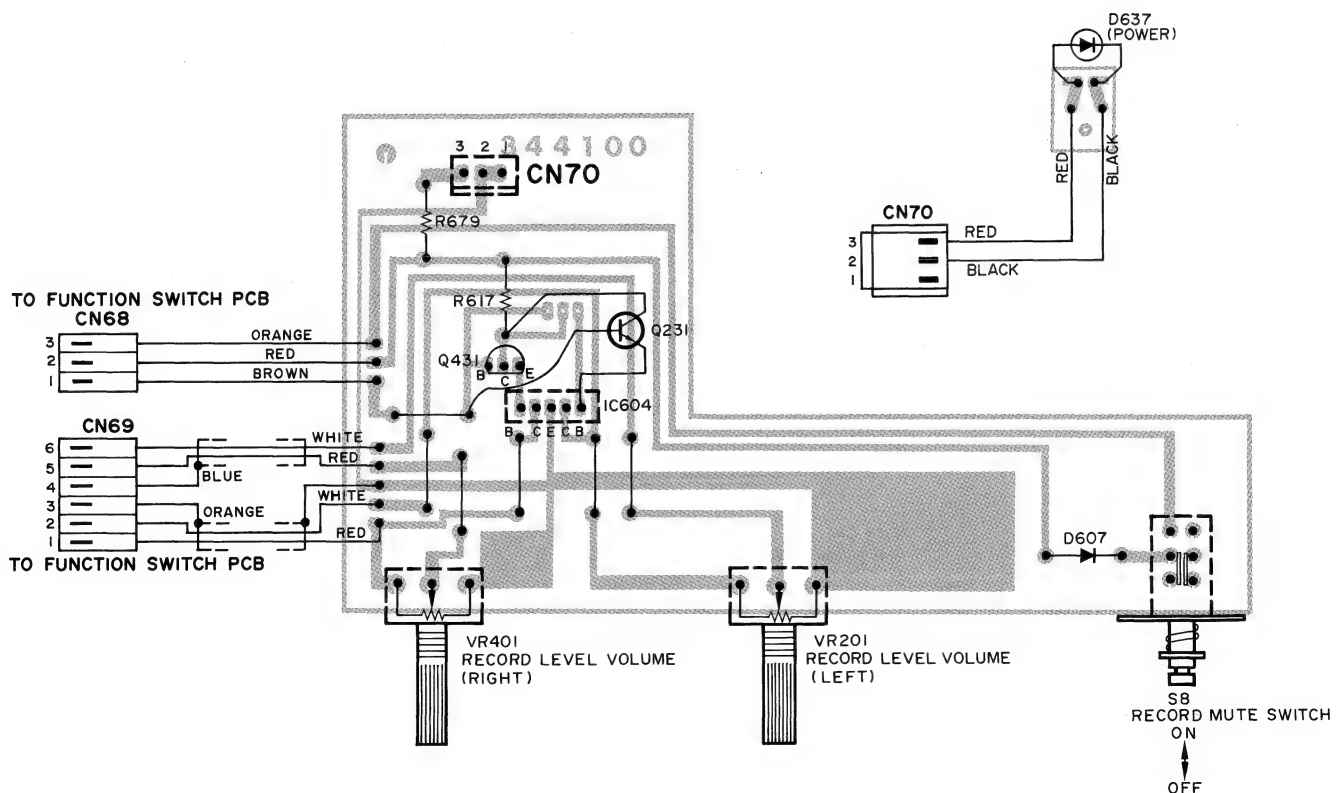 D637
(POWER)
RED
BLACK
CN70
3 RED
2 BLACK
1
844100
3 2 1
CN70
R679
R617
Q231
Q431
B C E
IC604
B C E C B
TO FUNCTION SWITCH PCB
CN68
3 ORANGE
2 RED
1 BROWN
CN69
6 WHITE
5 RED
4 BLUE
3 WHITE
2 ORANGE
1 RED
TO FUNCTION SWITCH PCB
D607
VR401
RECORD LEVEL VOLUME
(RIGHT)
VR201
RECORD LEVEL VOLUME
(LEFT)
S8
RECORD MUTE SWITCH
ON
OFF